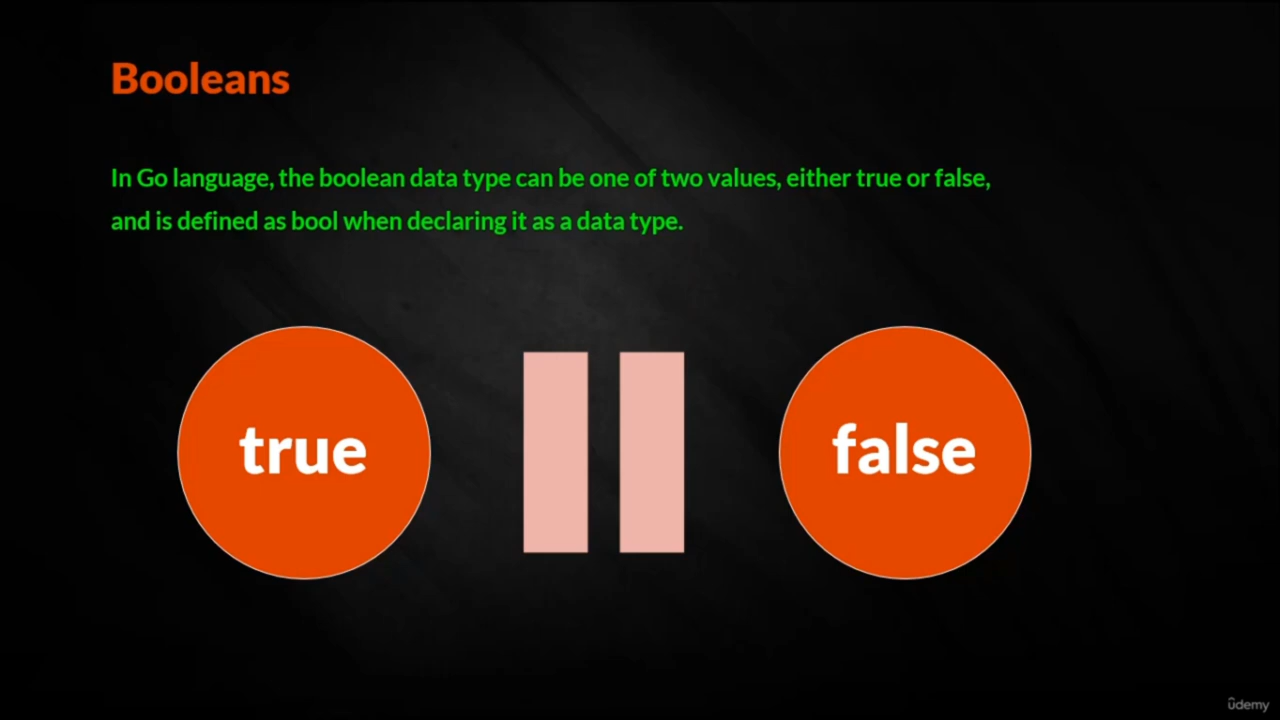 Booleans
In Go language, the boolean data type can be one of two values, either true or false,
and is defined as bool when declaring it as a data type.
true
false
ûdemy